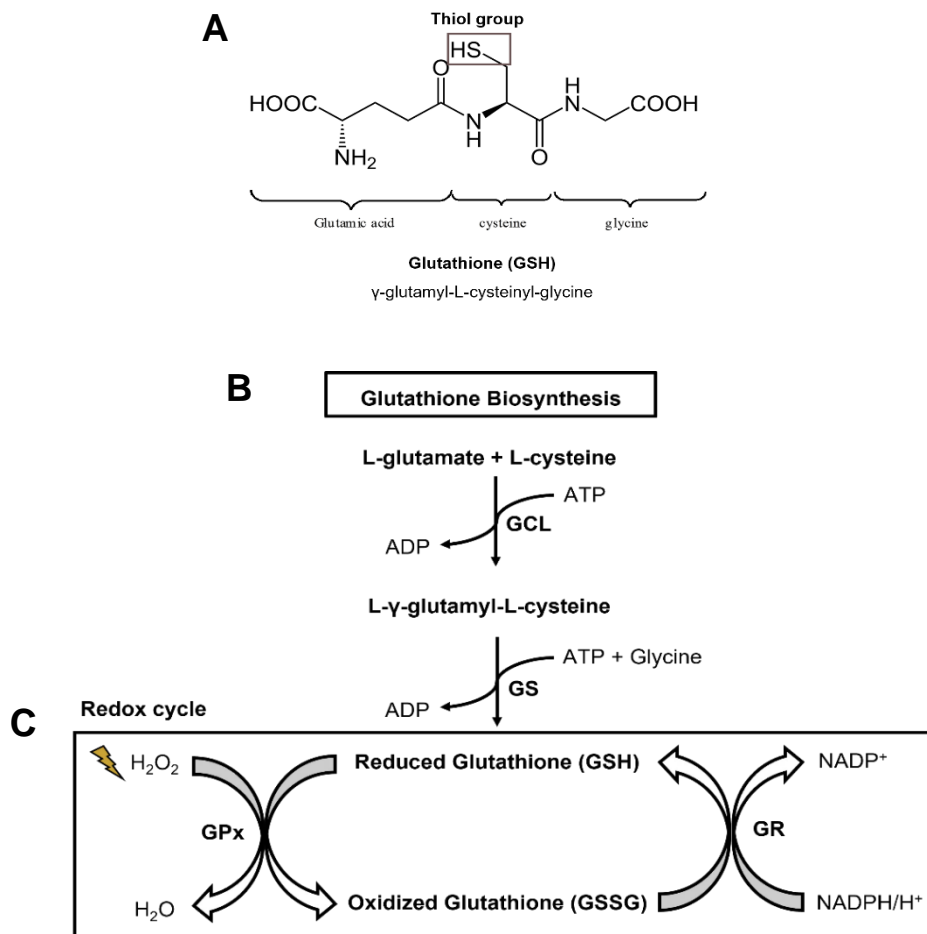 A
Thiol group
HS
O
HOOC
H
N
COOH
N
H
NH₂
O
Glutamic acid
cysteine
glycine
Glutathione (GSH)
γ-glutamyl-L-cysteinyl-glycine
B
Glutathione Biosynthesis
L-glutamate + L-cysteine
ATP
GCL
ADP
L-γ-glutamyl-L-cysteine
ATP + Glycine
GS
ADP
C
Redox cycle
H₂O₂
Reduced Glutathione (GSH)
NADP⁺
GPx
GR
H₂O
Oxidized Glutathione (GSSG)
NADPH/H⁺